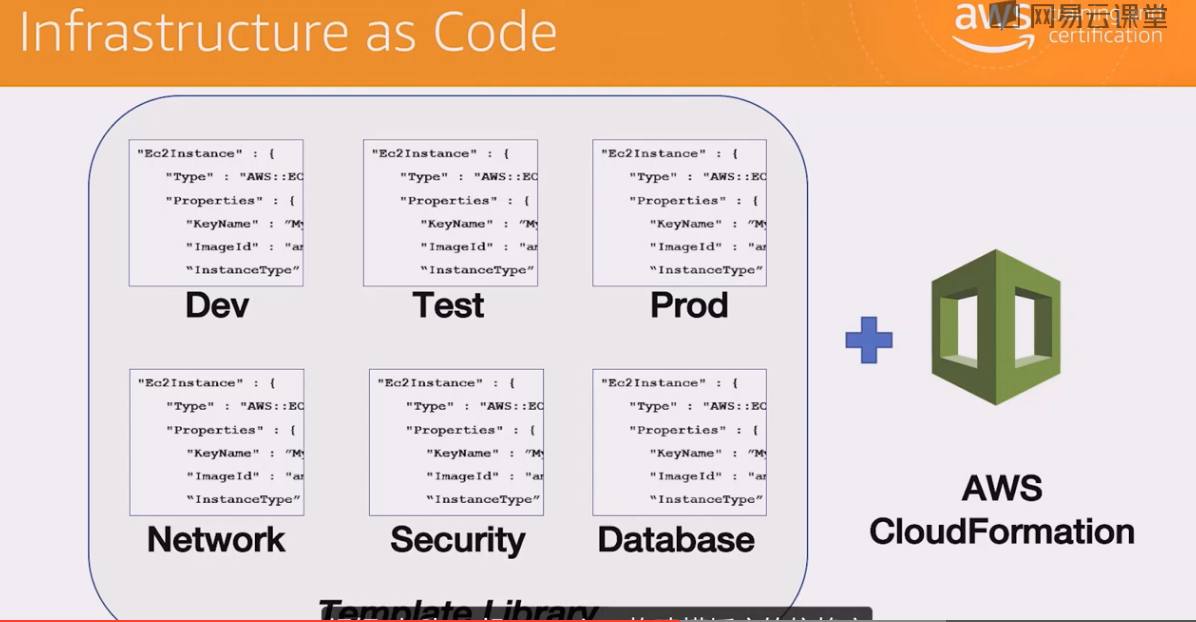 Infrastructure as Code
aws training and
certification
网易云课堂
"Ec2Instance" : {
"Type" : "AWS::EC
"Properties" : {
"KeyName" : “My
"ImageId" : "am
“InstanceType”
Dev
"Ec2Instance" : {
"Type" : "AWS::EC
"Properties" : {
"KeyName" : “My
"ImageId" : "am
“InstanceType”
Test
"Ec2Instance" : {
"Type" : "AWS::EC
"Properties" : {
"KeyName" : “My
"ImageId" : "am
“InstanceType”
Prod
"Ec2Instance" : {
"Type" : "AWS::EC
"Properties" : {
"KeyName" : “My
"ImageId" : "am
“InstanceType”
Network
"Ec2Instance" : {
"Type" : "AWS::EC
"Properties" : {
"KeyName" : “My
"ImageId" : "am
“InstanceType”
Security
"Ec2Instance" : {
"Type" : "AWS::EC
"Properties" : {
"KeyName" : “My
"ImageId" : "am
“InstanceType”
Database
AWS
CloudFormation
Template Library